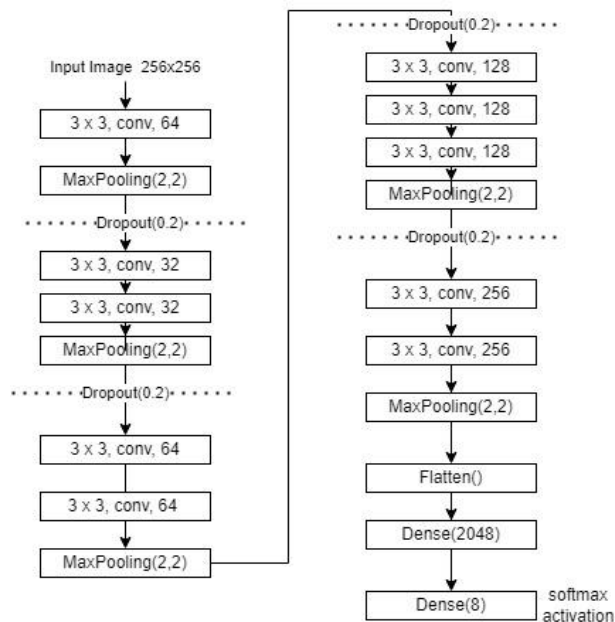 Input Image 256x256
3 x 3, conv, 64
MaxPooling(2,2)
Dropout(0.2)
3 x 3, conv, 32
3 x 3, conv, 32
MaxPooling(2,2)
Dropout(0.2)
3 x 3, conv, 64
3 x 3, conv, 64
MaxPooling(2,2)
Dropout(0.2)
3 x 3, conv, 128
3 x 3, conv, 128
3 x 3, conv, 128
MaxPooling(2,2)
Dropout(0.2)
3 x 3, conv, 256
3 x 3, conv, 256
MaxPooling(2,2)
Flatten()
Dense(2048)
Dense(8)
softmax
activation